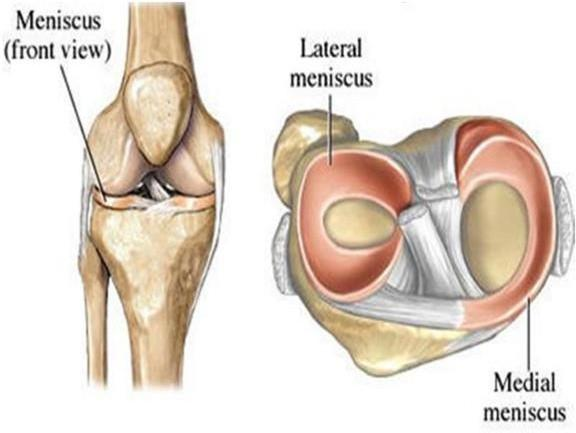 Meniscus
(front view)
Lateral
meniscus
Medial
meniscus